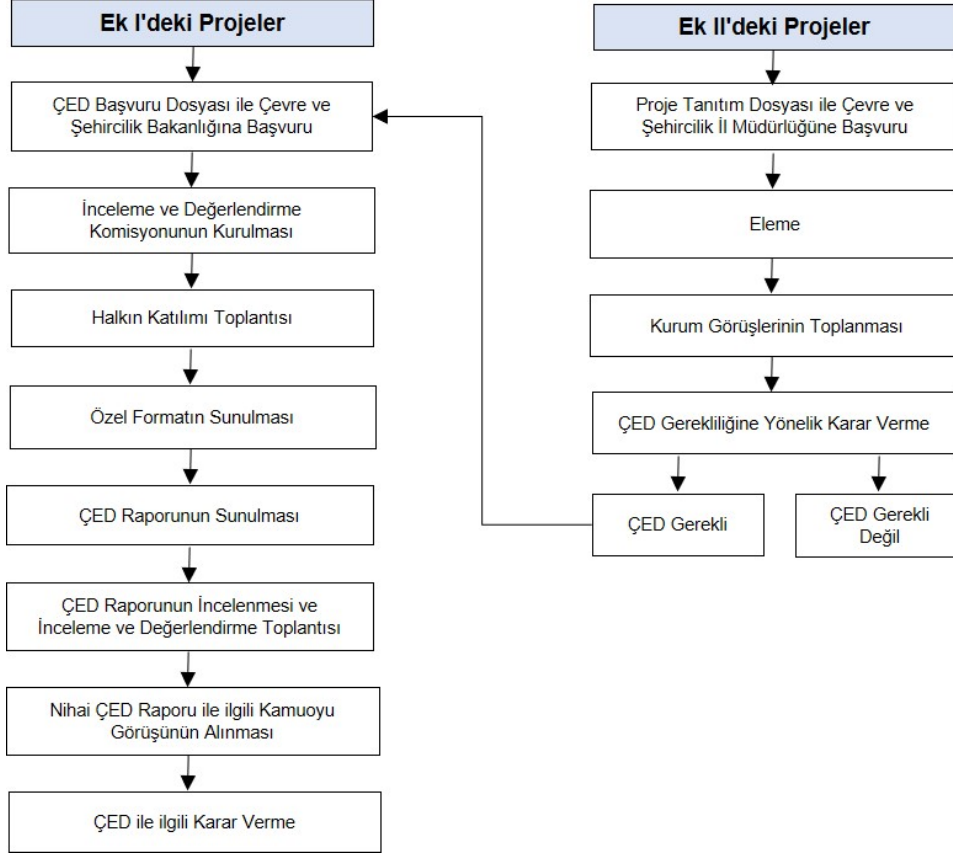 Ek I'deki Projeler
ÇED Başvuru Dosyası ile Çevre ve
Şehircilik Bakanlığına Başvuru
İnceleme ve Değerlendirme
Komisyonunun Kurulması
Halkın Katılımı Toplantısı
Özel Formatın Sunulması
ÇED Raporunun Sunulması
ÇED Raporunun İncelenmesi ve
İnceleme ve Değerlendirme Toplantısı
Nihai ÇED Raporu ile ilgili Kamuoyu
Görüşünün Alınması
ÇED ile ilgili Karar Verme
Ek II'deki Projeler
Proje Tanıtım Dosyası ile Çevre ve
Şehircilik İl Müdürlüğüne Başvuru
Eleme
Kurum Görüşlerinin Toplanması
ÇED Gerekliliğine Yönelik Karar Verme
ÇED Gerekli
ÇED Gerekli
Değil